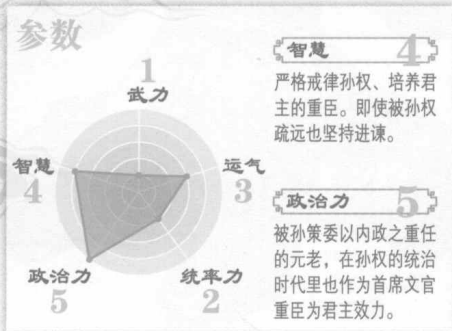 参数
1
武力
智慧
4
运气
3
政治力
5
统率力
2
智慧 4
严格戒律孙权、培养君
主的重臣。即使被孙权
疏远也坚持进谏。
政治力 5
被孙策委以内政之重任
的元老，在孙权的统治
时代里也作为首席文官
重臣为君主效力。